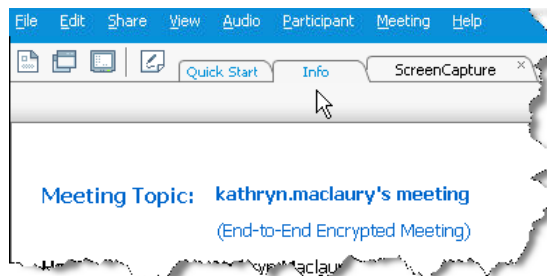 File Edit Share View Audio Participant Meeting Help
Quick Start Info ScreenCapture ×
Meeting Topic: kathryn.maclaury's meeting
(End-to-End Encrypted Meeting)